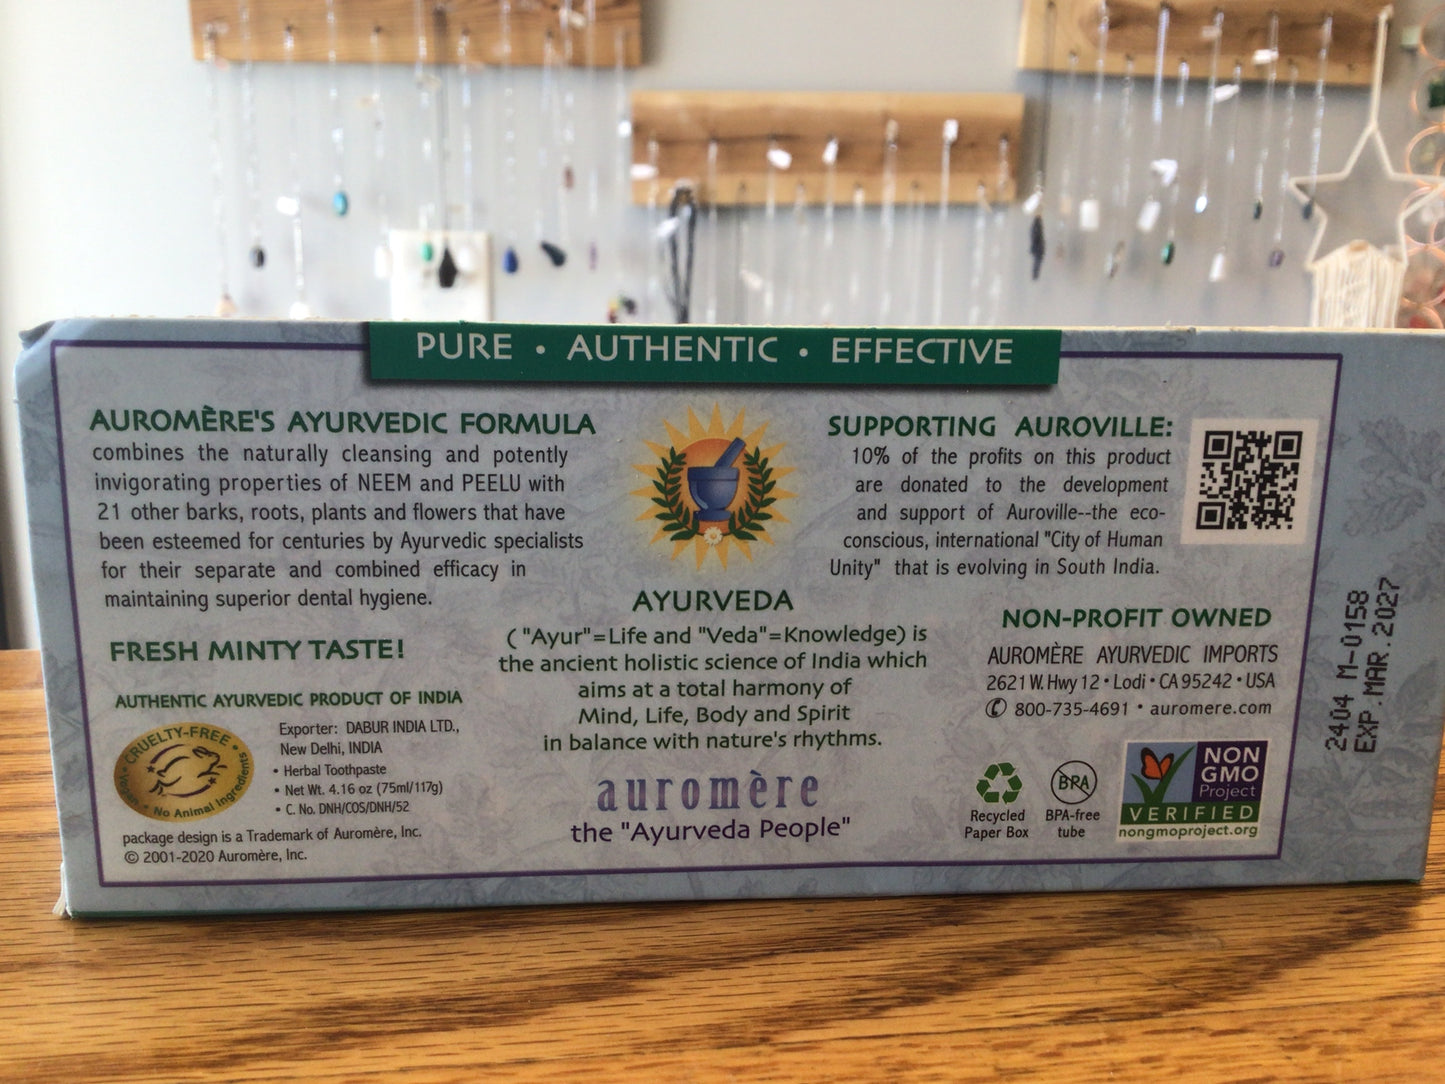 PURE • AUTHENTIC • EFFECTIVE
AUROMÈRE'S AYURVEDIC FORMULA
combines the naturally cleansing and potently
invigorating properties of NEEM and PEELU with
21 other barks, roots, plants and flowers that have
been esteemed for centuries by Ayurvedic specialists
for their separate and combined efficacy in
maintaining superior dental hygiene.
FRESH MINTY TASTE!
AUTHENTIC AYURVEDIC PRODUCT OF INDIA
CRUELTY-FREE • Vegan • No Animal Ingredients
Exporter: DABUR INDIA LTD.,
New Delhi, INDIA
• Herbal Toothpaste
• Net Wt. 4.16 oz (75ml/117g)
• C. No. DNH/COS/DNH/52
package design is a Trademark of Auromère, Inc.
© 2001-2020 Auromère, Inc.
AYURVEDA
( "Ayur"=Life and "Veda"=Knowledge) is
the ancient holistic science of India which
aims at a total harmony of
Mind, Life, Body and Spirit
in balance with nature's rhythms.
auromère
the "Ayurveda People"
SUPPORTING AUROVILLE:
10% of the profits on this product
are donated to the development
and support of Auroville--the eco-
conscious, international "City of Human
Unity" that is evolving in South India.
NON-PROFIT OWNED
AUROMÈRE AYURVEDIC IMPORTS
2621 W. Hwy 12 • Lodi • CA 95242 • USA
✆ 800-735-4691 • auromere.com
Recycled
Paper Box
BPA
BPA-free
tube
NON
GMO
Project
VERIFIED
nongmoproject.org
2404 M-0158
EXP.MAR.2027